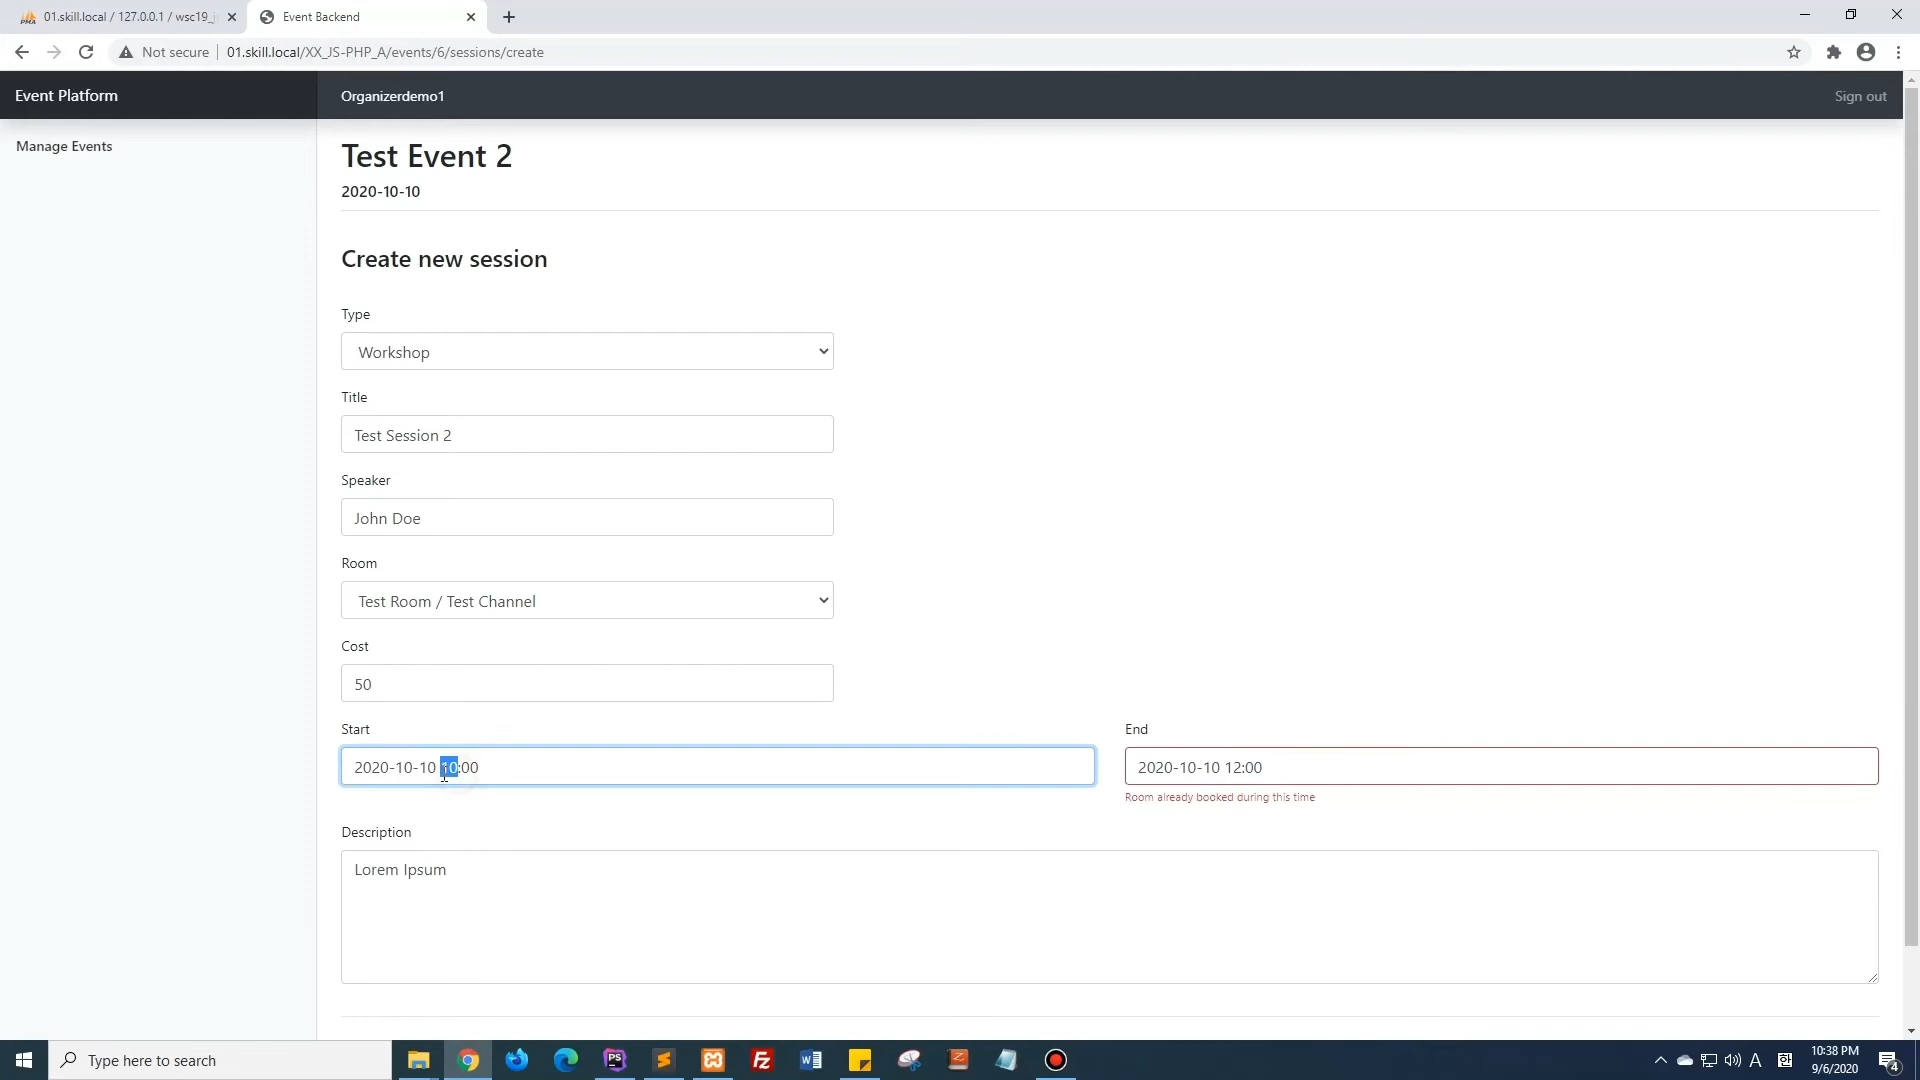 01.skill.local / 127.0.0.1 / wsc19_j
Event Backend
Not secure
01.skill.local/XX_JS-PHP_A/events/6/sessions/create
Event Platform
Organizerdemo1
Sign out
Manage Events
Test Event 2
2020-10-10
Create new session
Type
Workshop
Title
Test Session 2
Speaker
John Doe
Room
Test Room / Test Channel
Cost
50
Start
End
2020-10-10 10:00
2020-10-10 12:00
Room already booked during this time
Description
Lorem Ipsum
Type here to search
A
10:38 PM
9/6/2020
4